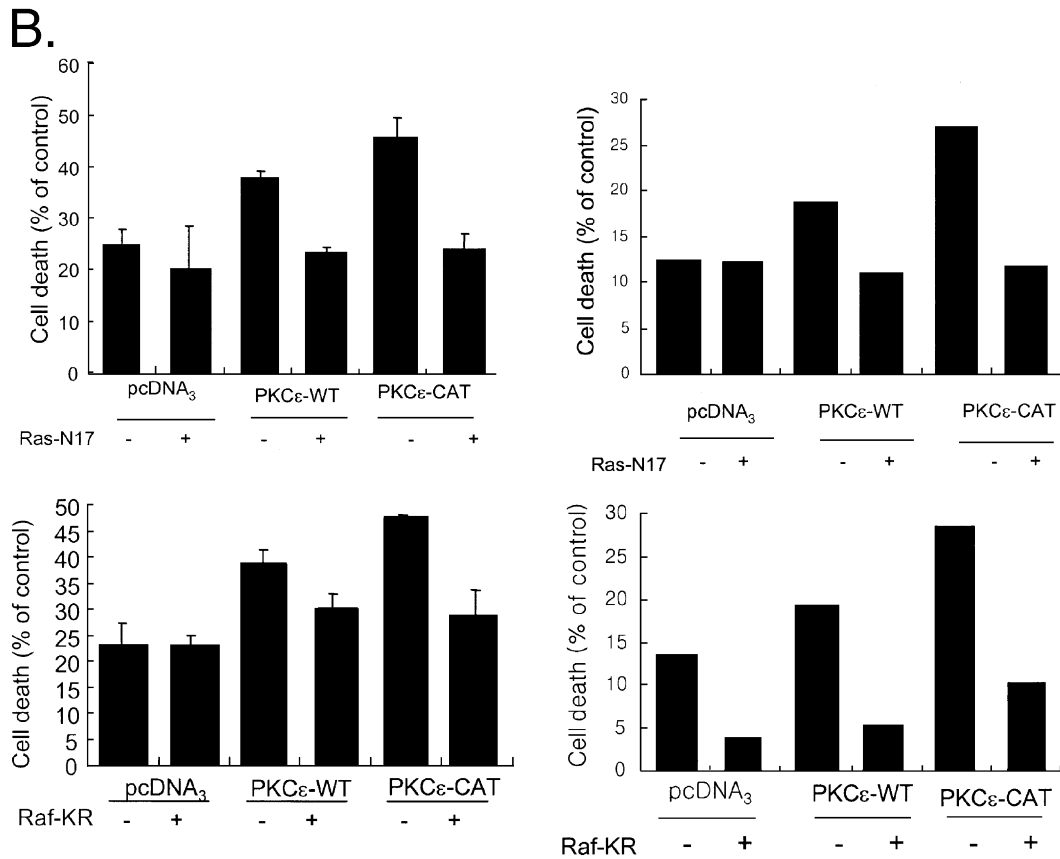 B.
Cell death (% of control)
60
50
40
30
20
10
0
pcDNA3 PKCε-WT PKCε-CAT
Ras-N17 - + - + - +
Cell death (% of control)
30
25
20
15
10
5
0
pcDNA3 PKCε-WT PKCε-CAT
Ras-N17 - + - + - +
Cell death (% of control)
50
45
40
35
30
25
20
15
10
5
0
pcDNA3 PKCε-WT PKCε-CAT
Raf-KR - + - + - +
Cell death (% of control)
30
25
20
15
10
5
0
pcDNA3 PKCε-WT PKCε-CAT
Raf-KR - + - + - +